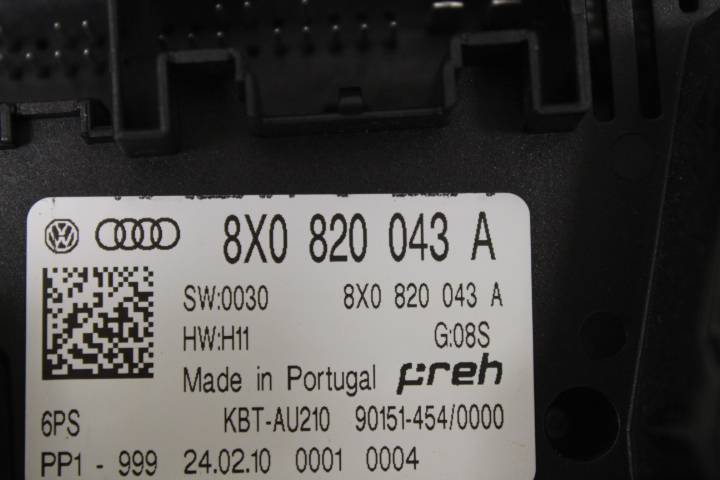 8X0 820 043 A
SW:0030 8X0 820 043 A
HW:H11 G:08S
Made in Portugal preh
6PS KBT-AU210 90151-454/0000
PP1 - 999 24.02.10 0001 0004